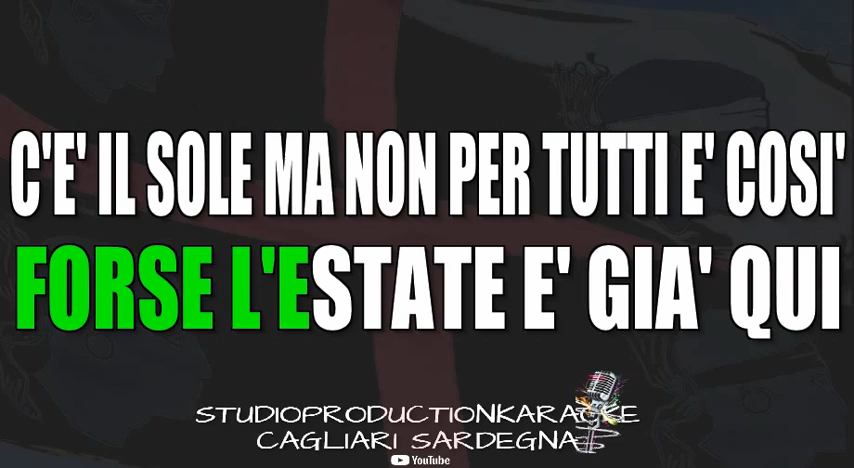 C'E' IL SOLE MA NON PER TUTTI E' COSI'
FORSE L'ESTATE E' GIA' QUI
STUDIOPRODUCTIONKARAOKE
CAGLIARI SARDEGNA
YouTube